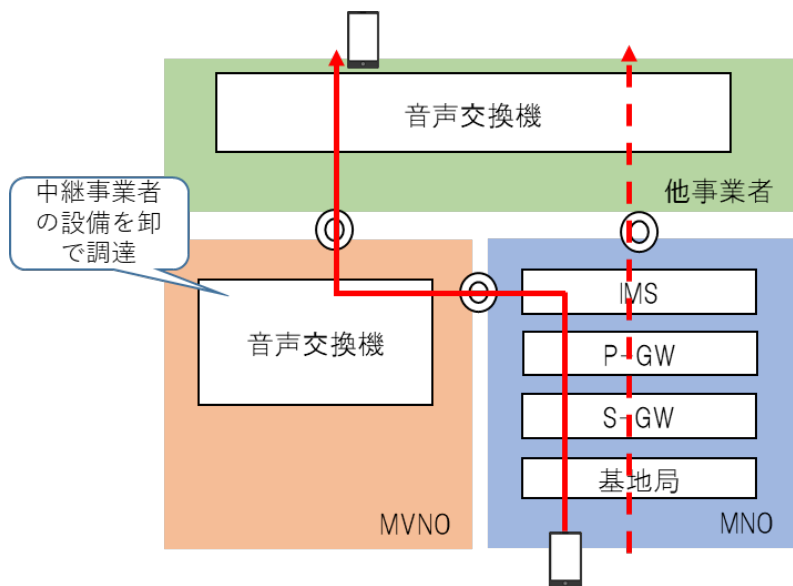 音声交換機
他事業者
中継事業者
の設備を卸
で調達
音声交換機
MVNO
IMS
P-GW
S-GW
基地局
MNO